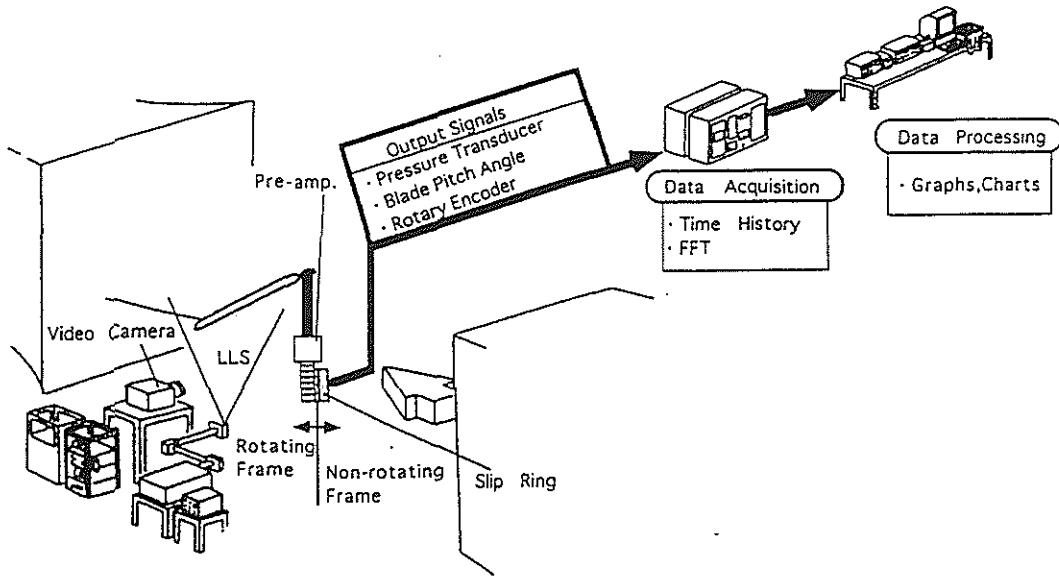 Output Signals
· Pressure Transducer
· Blade Pitch Angle
· Rotary Encoder
Pre-amp.
Data Acquisition
· Time History
· FFT
Data Processing
· Graphs,Charts
Video Camera
LLS
Rotating
Frame
Non-rotating
Frame
Slip Ring